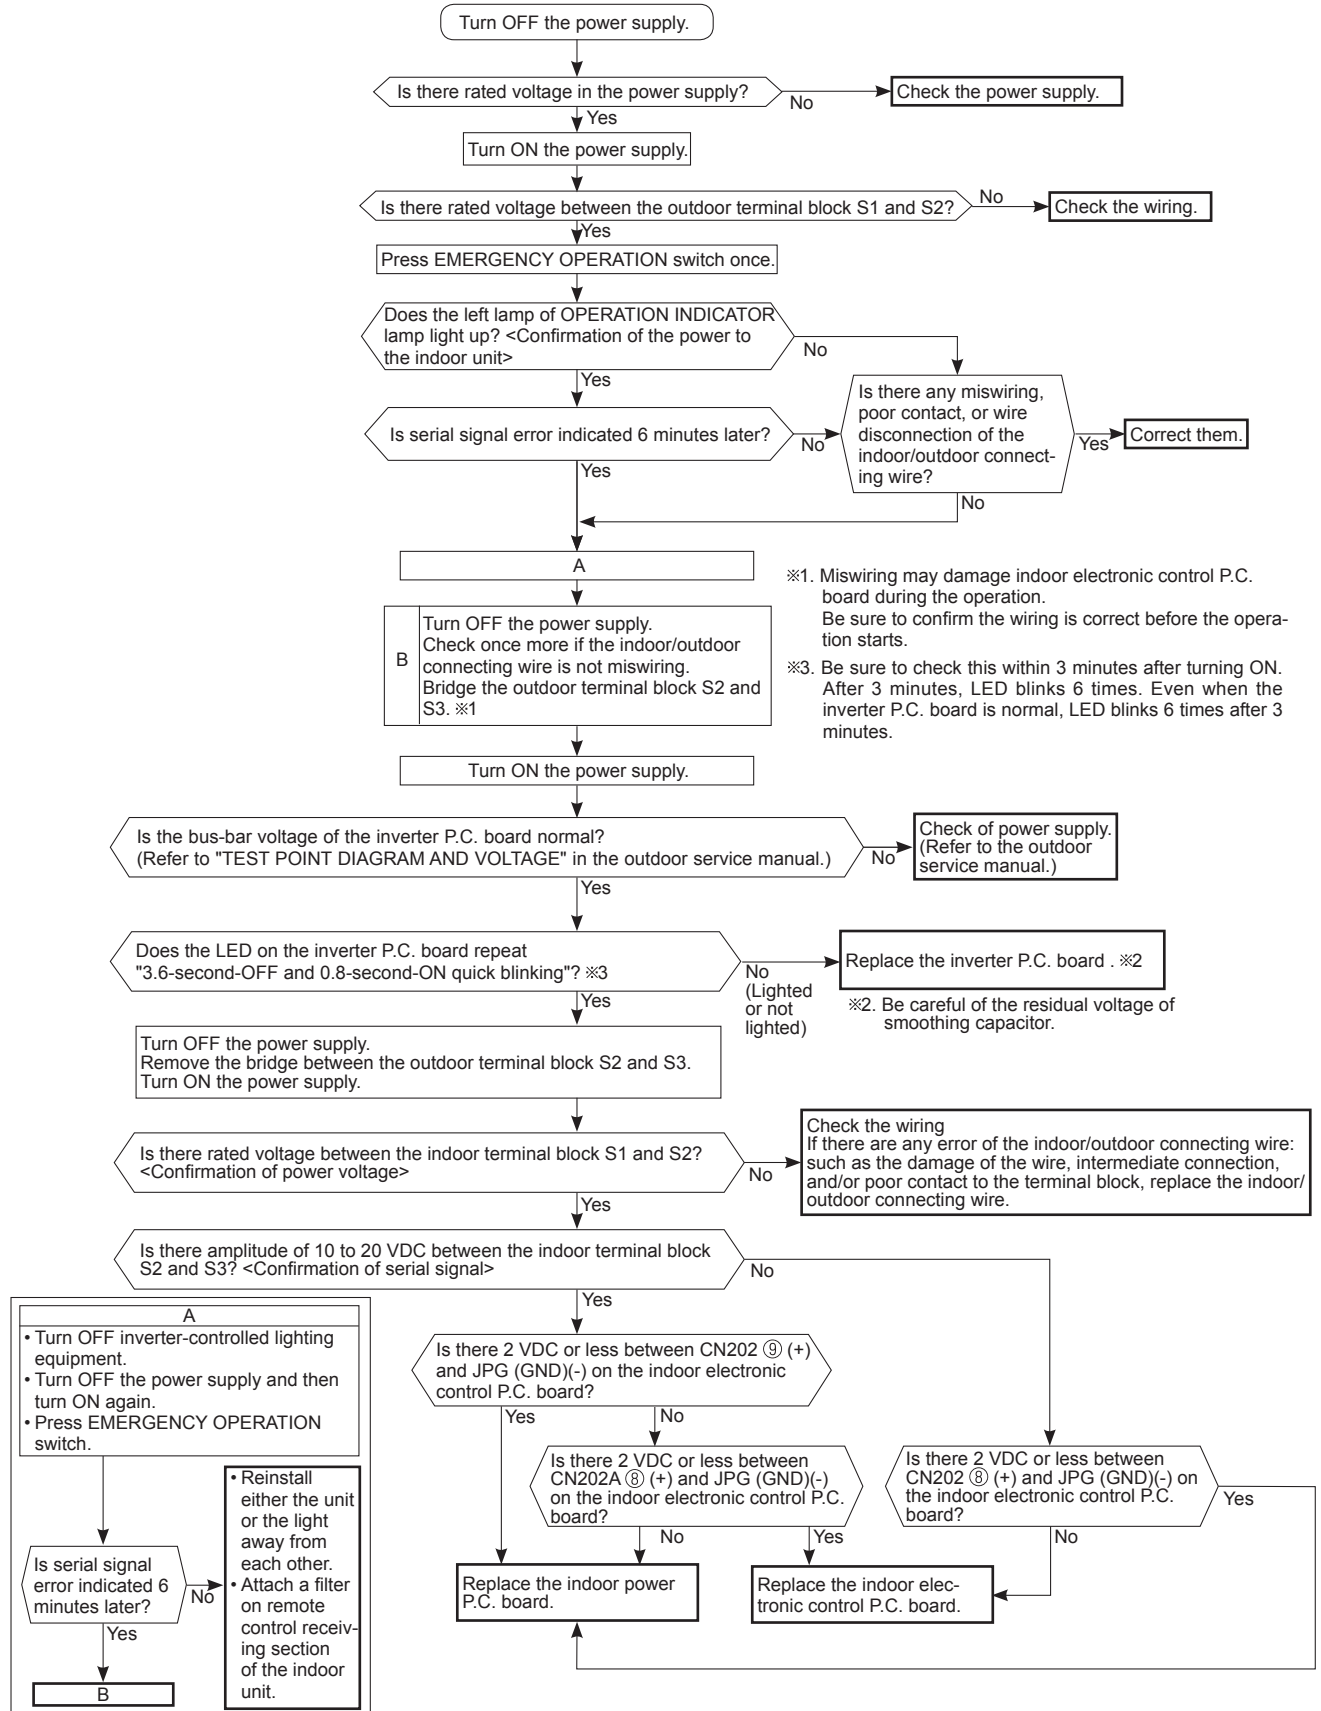 Turn OFF the power supply.
Is there rated voltage in the power supply?
No
Check the power supply.
Yes
Turn ON the power supply.
Is there rated voltage between the outdoor terminal block S1 and S2?
No
Check the wiring.
Yes
Press EMERGENCY OPERATION switch once.
Does the left lamp of OPERATION INDICATOR
lamp light up? <Confirmation of the power to
the indoor unit>
No
Yes
Is there any miswiring,
poor contact, or wire
disconnection of the
indoor/outdoor connect-
ing wire?
Yes
Correct them.
Is serial signal error indicated 6 minutes later?
No
Yes
No
A
B
Turn OFF the power supply.
Check once more if the indoor/outdoor
connecting wire is not miswiring.
Bridge the outdoor terminal block S2 and
S3. ※1
※1. Miswiring may damage indoor electronic control P.C.
board during the operation.
Be sure to confirm the wiring is correct before the opera-
tion starts.
※3. Be sure to check this within 3 minutes after turning ON.
After 3 minutes, LED blinks 6 times. Even when the
inverter P.C. board is normal, LED blinks 6 times after 3
minutes.
Turn ON the power supply.
Is the bus-bar voltage of the inverter P.C. board normal?
(Refer to "TEST POINT DIAGRAM AND VOLTAGE" in the outdoor service manual.)
No
Check of power supply.
(Refer to the outdoor
service manual.)
Yes
Does the LED on the inverter P.C. board repeat
"3.6-second-OFF and 0.8-second-ON quick blinking"? ※3
No
(Lighted
or not
lighted)
Replace the inverter P.C. board . ※2
※2. Be careful of the residual voltage of
smoothing capacitor.
Yes
Turn OFF the power supply.
Remove the bridge between the outdoor terminal block S2 and S3.
Turn ON the power supply.
Is there rated voltage between the indoor terminal block S1 and S2?
<Confirmation of power voltage>
No
Check the wiring
If there are any error of the indoor/outdoor connecting wire:
such as the damage of the wire, intermediate connection,
and/or poor contact to the terminal block, replace the indoor/
outdoor connecting wire.
Yes
Is there amplitude of 10 to 20 VDC between the indoor terminal block
S2 and S3? <Confirmation of serial signal>
No
Yes
Is there 2 VDC or less between CN202 ⑨ (+)
and JPG (GND)(-) on the indoor electronic
control P.C. board?
Yes
No
Is there 2 VDC or less between
CN202A ⑧ (+) and JPG (GND)(-)
on the indoor electronic control P.C.
board?
No
Yes
Is there 2 VDC or less between
CN202 ⑧ (+) and JPG (GND)(-) on
the indoor electronic control P.C.
board?
Yes
No
Replace the indoor power
P.C. board.
Replace the indoor elec-
tronic control P.C. board.
A
• Turn OFF inverter-controlled lighting
equipment.
• Turn OFF the power supply and then
turn ON again.
• Press EMERGENCY OPERATION
switch.
Is serial signal
error indicated 6
minutes later?
No
• Reinstall
either the unit
or the light
away from
each other.
• Attach a filter
on remote
control receiv-
ing section
of the indoor
unit.
Yes
B